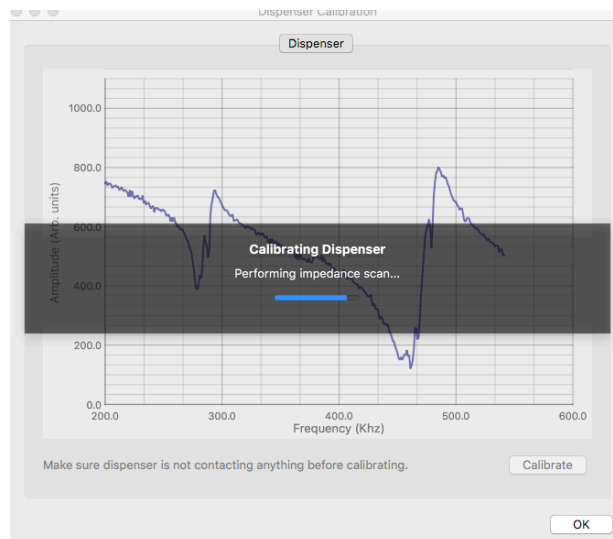 Dispenser Calibration
Dispenser
1000.0
800.0
600.0
400.0
200.0
0.0
Amplitude (Arb. units)
Calibrating Dispenser
Performing impedance scan...
200.0 300.0 400.0 500.0 600.0
Frequency (Khz)
Make sure dispenser is not contacting anything before calibrating.
Calibrate
OK